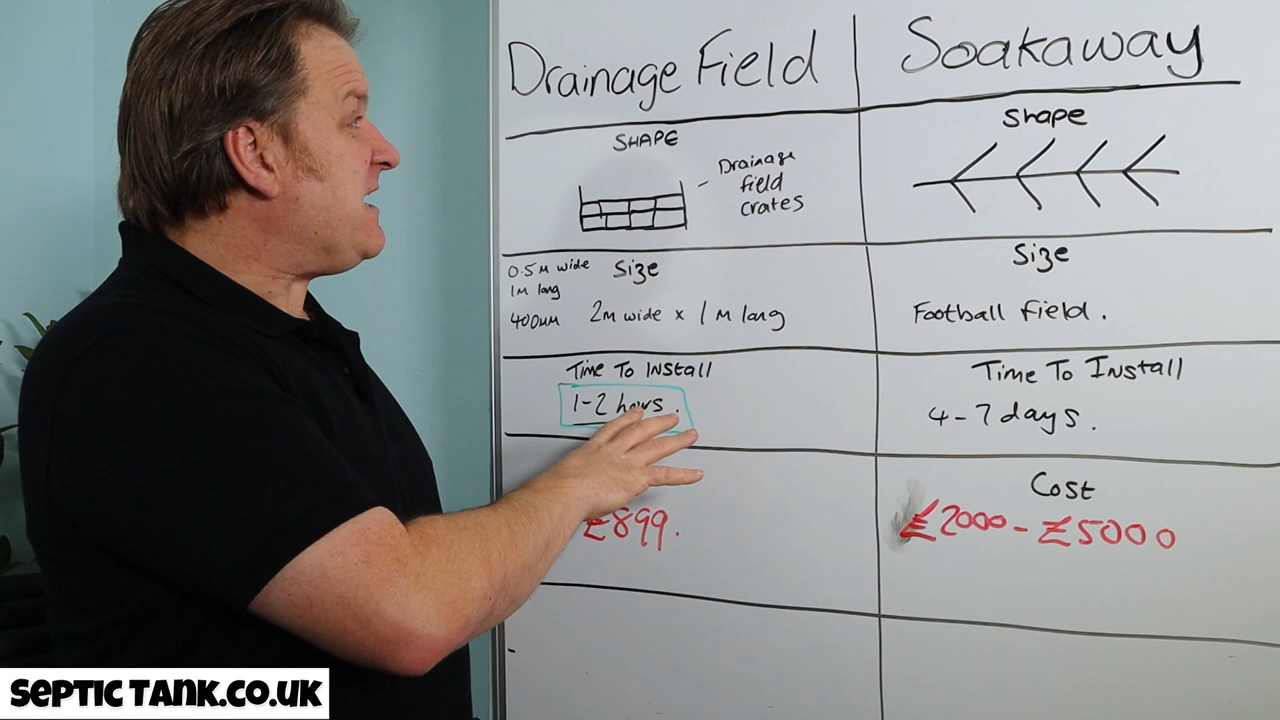 Drainage Field
Soakaway
SHAPE
Drainage
field
crates
Shape
0.5M wide
1M long
400MM
Size
2M wide x 1M long
Size
Football Field.
Time To Install
1-2 hours.
Time To Install
4-7 days.
£899.
Cost
£2000-£5000
SEPTIC TANK.CO.UK